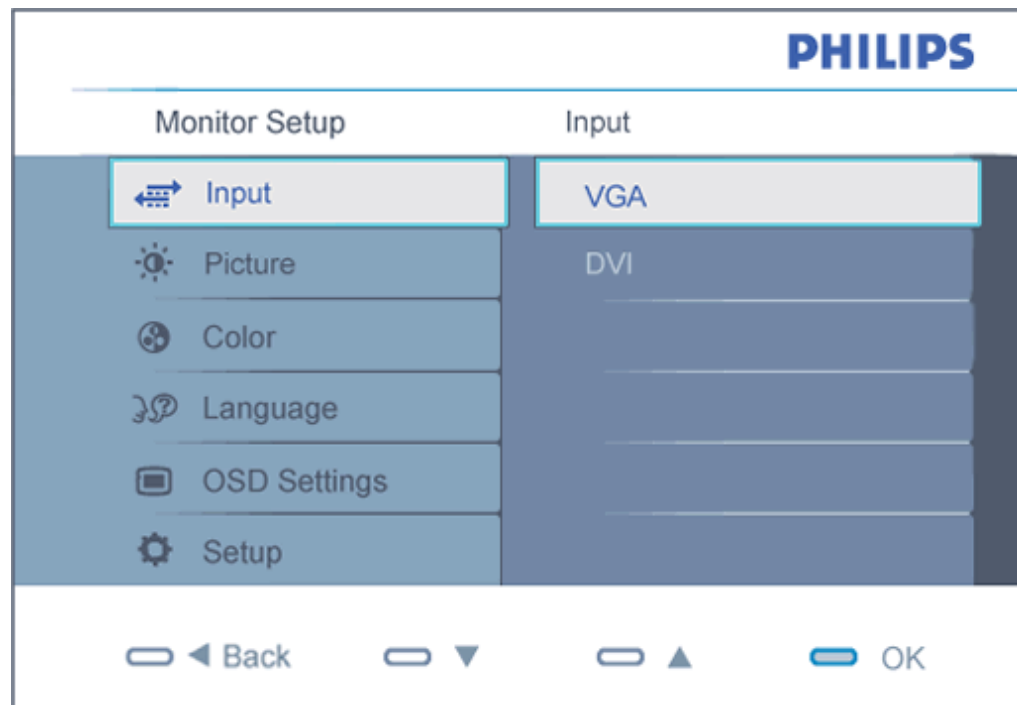 PHILIPS
Monitor Setup
Input
Input
VGA
Picture
DVI
Color
Language
OSD Settings
Setup
Back
OK